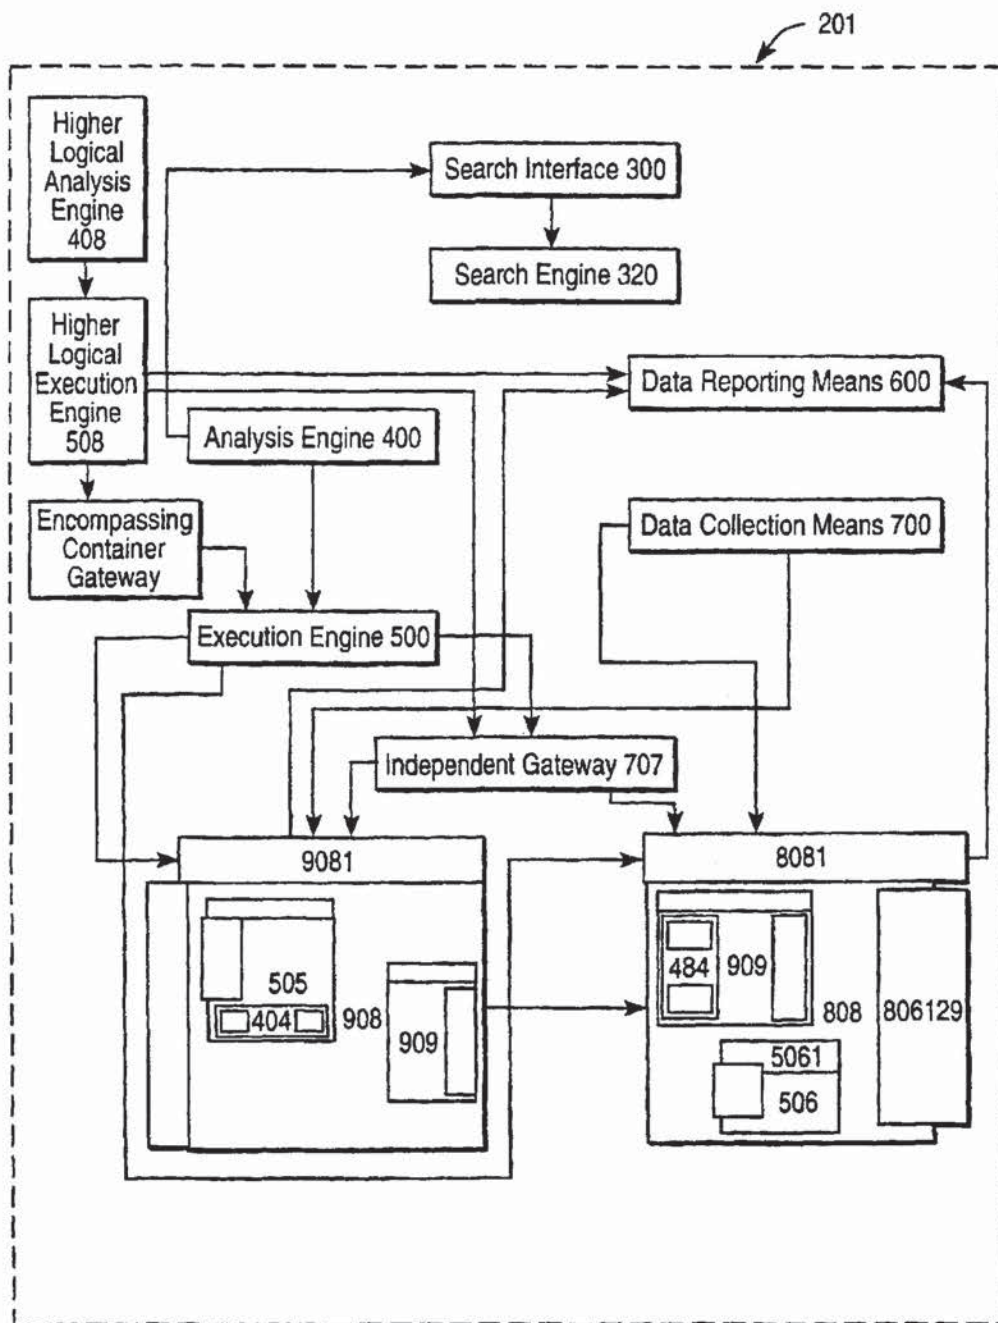 201
Higher
Logical
Analysis
Engine
408
Search Interface 300
Search Engine 320
Higher
Logical
Execution
Engine
508
Data Reporting Means 600
Analysis Engine 400
Encompassing
Container
Gateway
Data Collection Means 700
Execution Engine 500
Independent Gateway 707
9081
8081
505
404
908
909
484
909
808
806129
5061
506